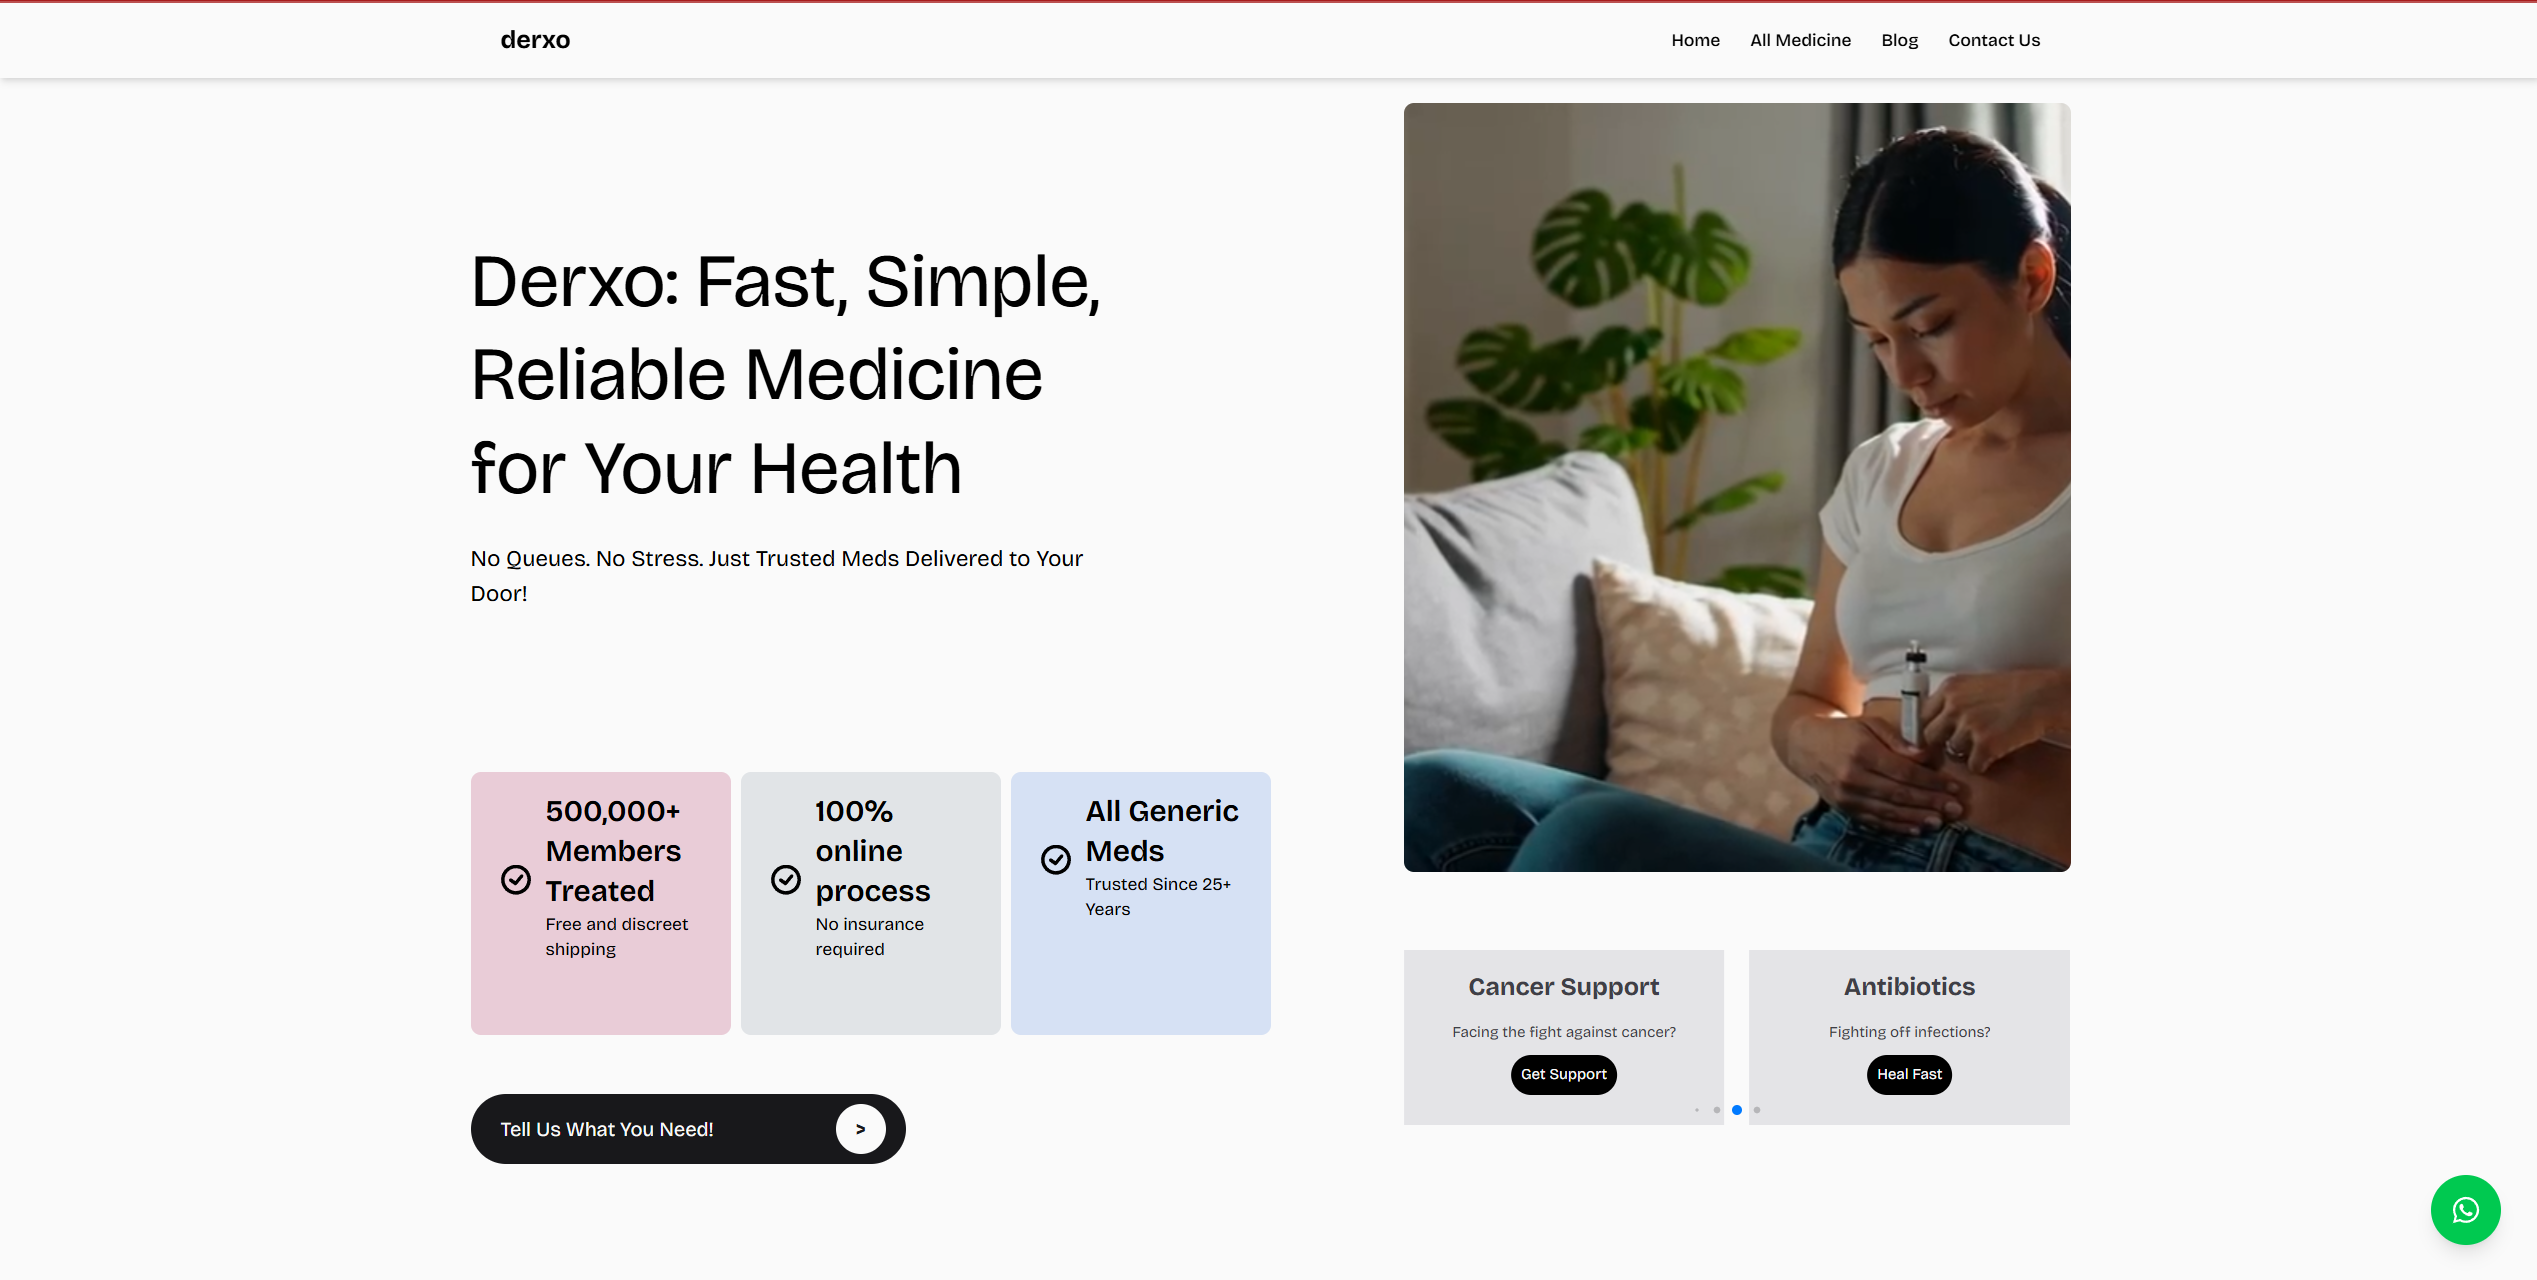 derxo
Home
All Medicine
Blog
Contact Us
Derxo: Fast, Simple,
Reliable Medicine
for Your Health
No Queues. No Stress. Just Trusted Meds Delivered to Your
Door!
500,000+
Members
Treated
Free and discreet
shipping
100%
online
process
No insurance
required
All Generic
Meds
Trusted Since 25+
Years
Tell Us What You Need!
>
Cancer Support
Facing the fight against cancer?
Get Support
Antibiotics
Fighting off infections?
Heal Fast